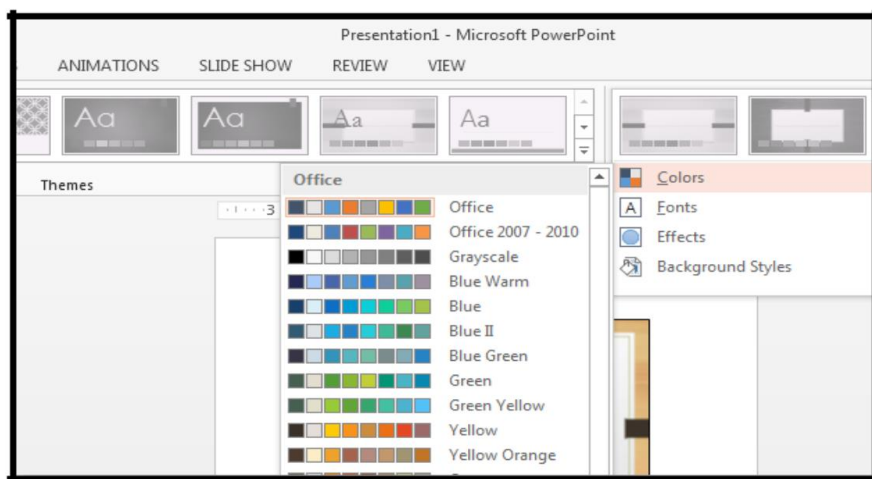 Presentation1 - Microsoft PowerPoint
ANIMATIONS SLIDE SHOW REVIEW VIEW
Aa Aa Aa Aa
Themes
3
Office
Office
Office 2007 - 2010
Grayscale
Blue Warm
Blue
Blue II
Blue Green
Green
Green Yellow
Yellow
Yellow Orange
Colors
Fonts
Effects
Background Styles